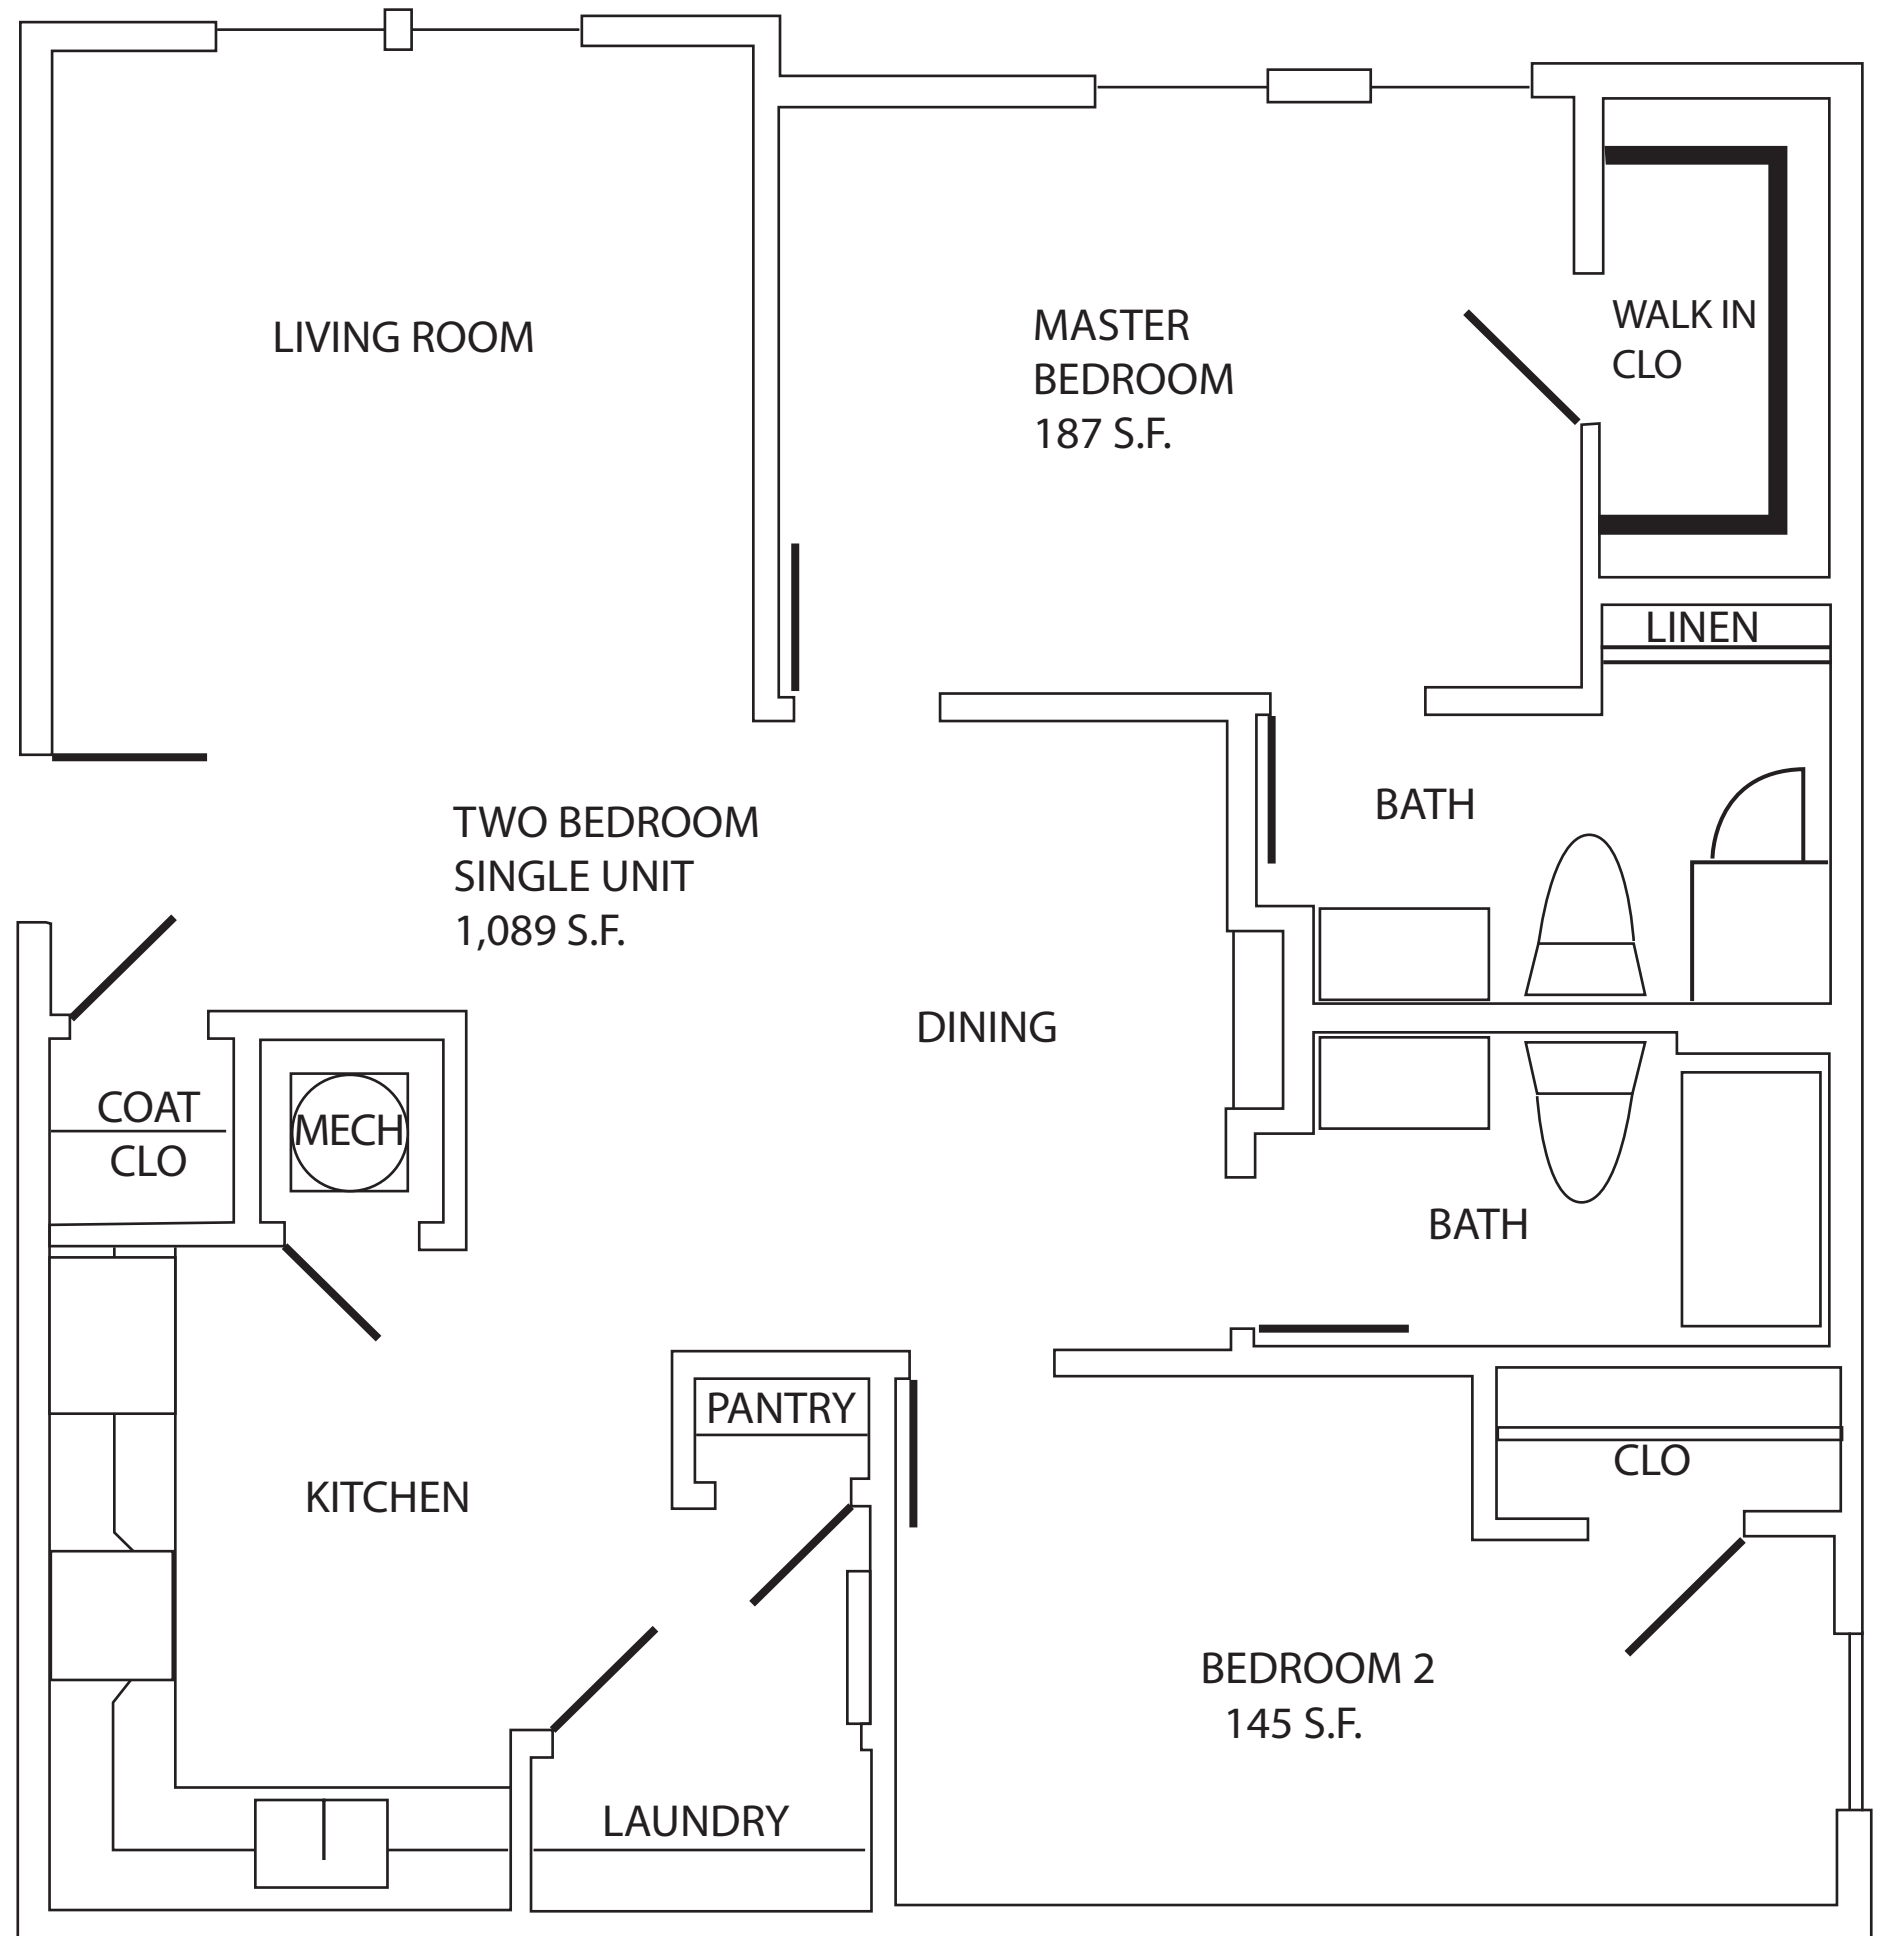 LIVING ROOM
MASTER
BEDROOM
187 S.F.
WALK IN
CLO
LINEN
TWO BEDROOM
SINGLE UNIT
1,089 S.F.
BATH
DINING
COAT
CLO
MECH
BATH
PANTRY
KITCHEN
CLO
BEDROOM 2
145 S.F.
LAUNDRY